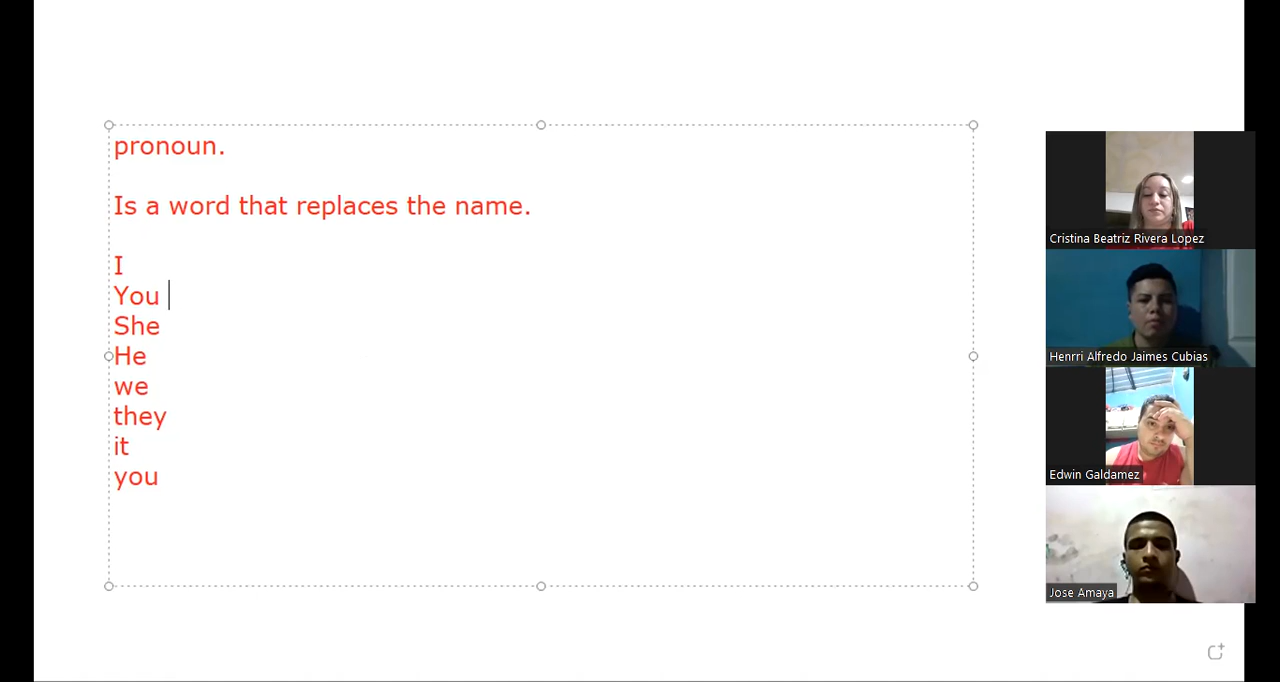 pronoun.
Is a word that replaces the name.
I
You
She
He
we
they
it
you
Cristina Beatriz Rivera Lopez
Henrri Alfredo Jaimes Cubias
Edwin Galdamez
Jose Amaya